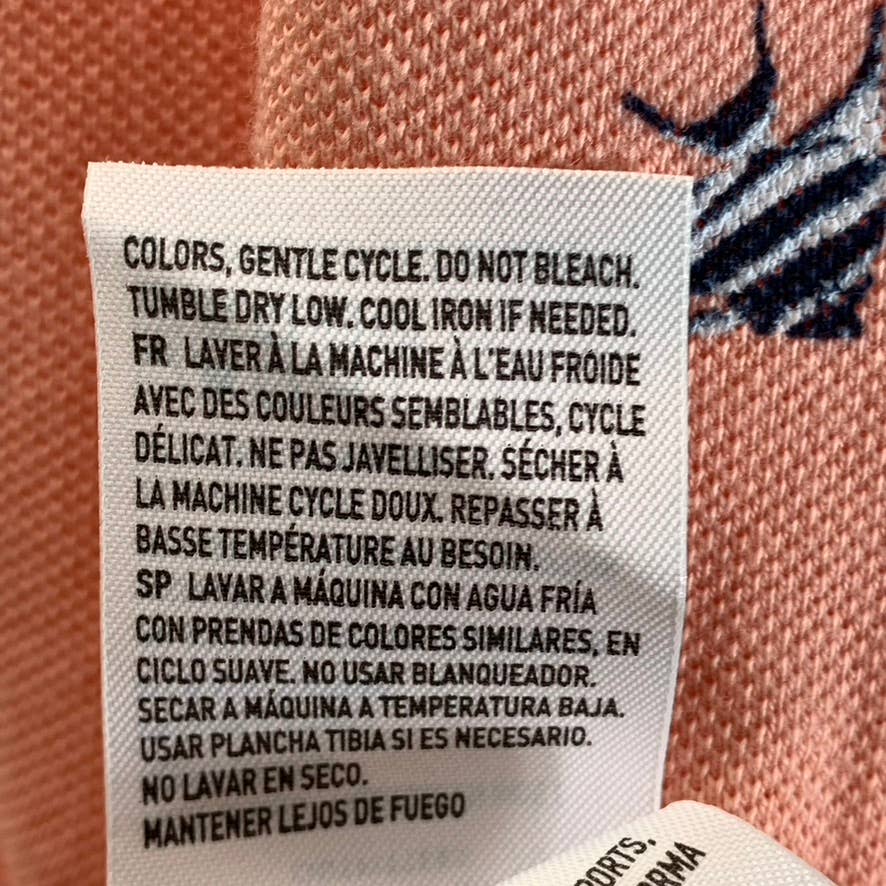 COLORS, GENTLE CYCLE. DO NOT BLEACH.
TUMBLE DRY LOW. COOL IRON IF NEEDED.
FR LAVER À LA MACHINE À L'EAU FROIDE
AVEC DES COULEURS SEMBLABLES, CYCLE
DÉLICAT. NE PAS JAVELLISER. SÉCHER À
LA MACHINE CYCLE DOUX. REPASSER À
BASSE TEMPÉRATURE AU BESOIN.
SP LAVAR A MÁQUINA CON AGUA FRÍA
CON PRENDAS DE COLORES SIMILARES, EN
CICLO SUAVE. NO USAR BLANQUEADOR.
SECAR A MÁQUINA A TEMPERATURA BAJA.
USAR PLANCHA TIBIA SI ES NECESARIO.
NO LAVAR EN SECO.
MANTENER LEJOS DE FUEGO